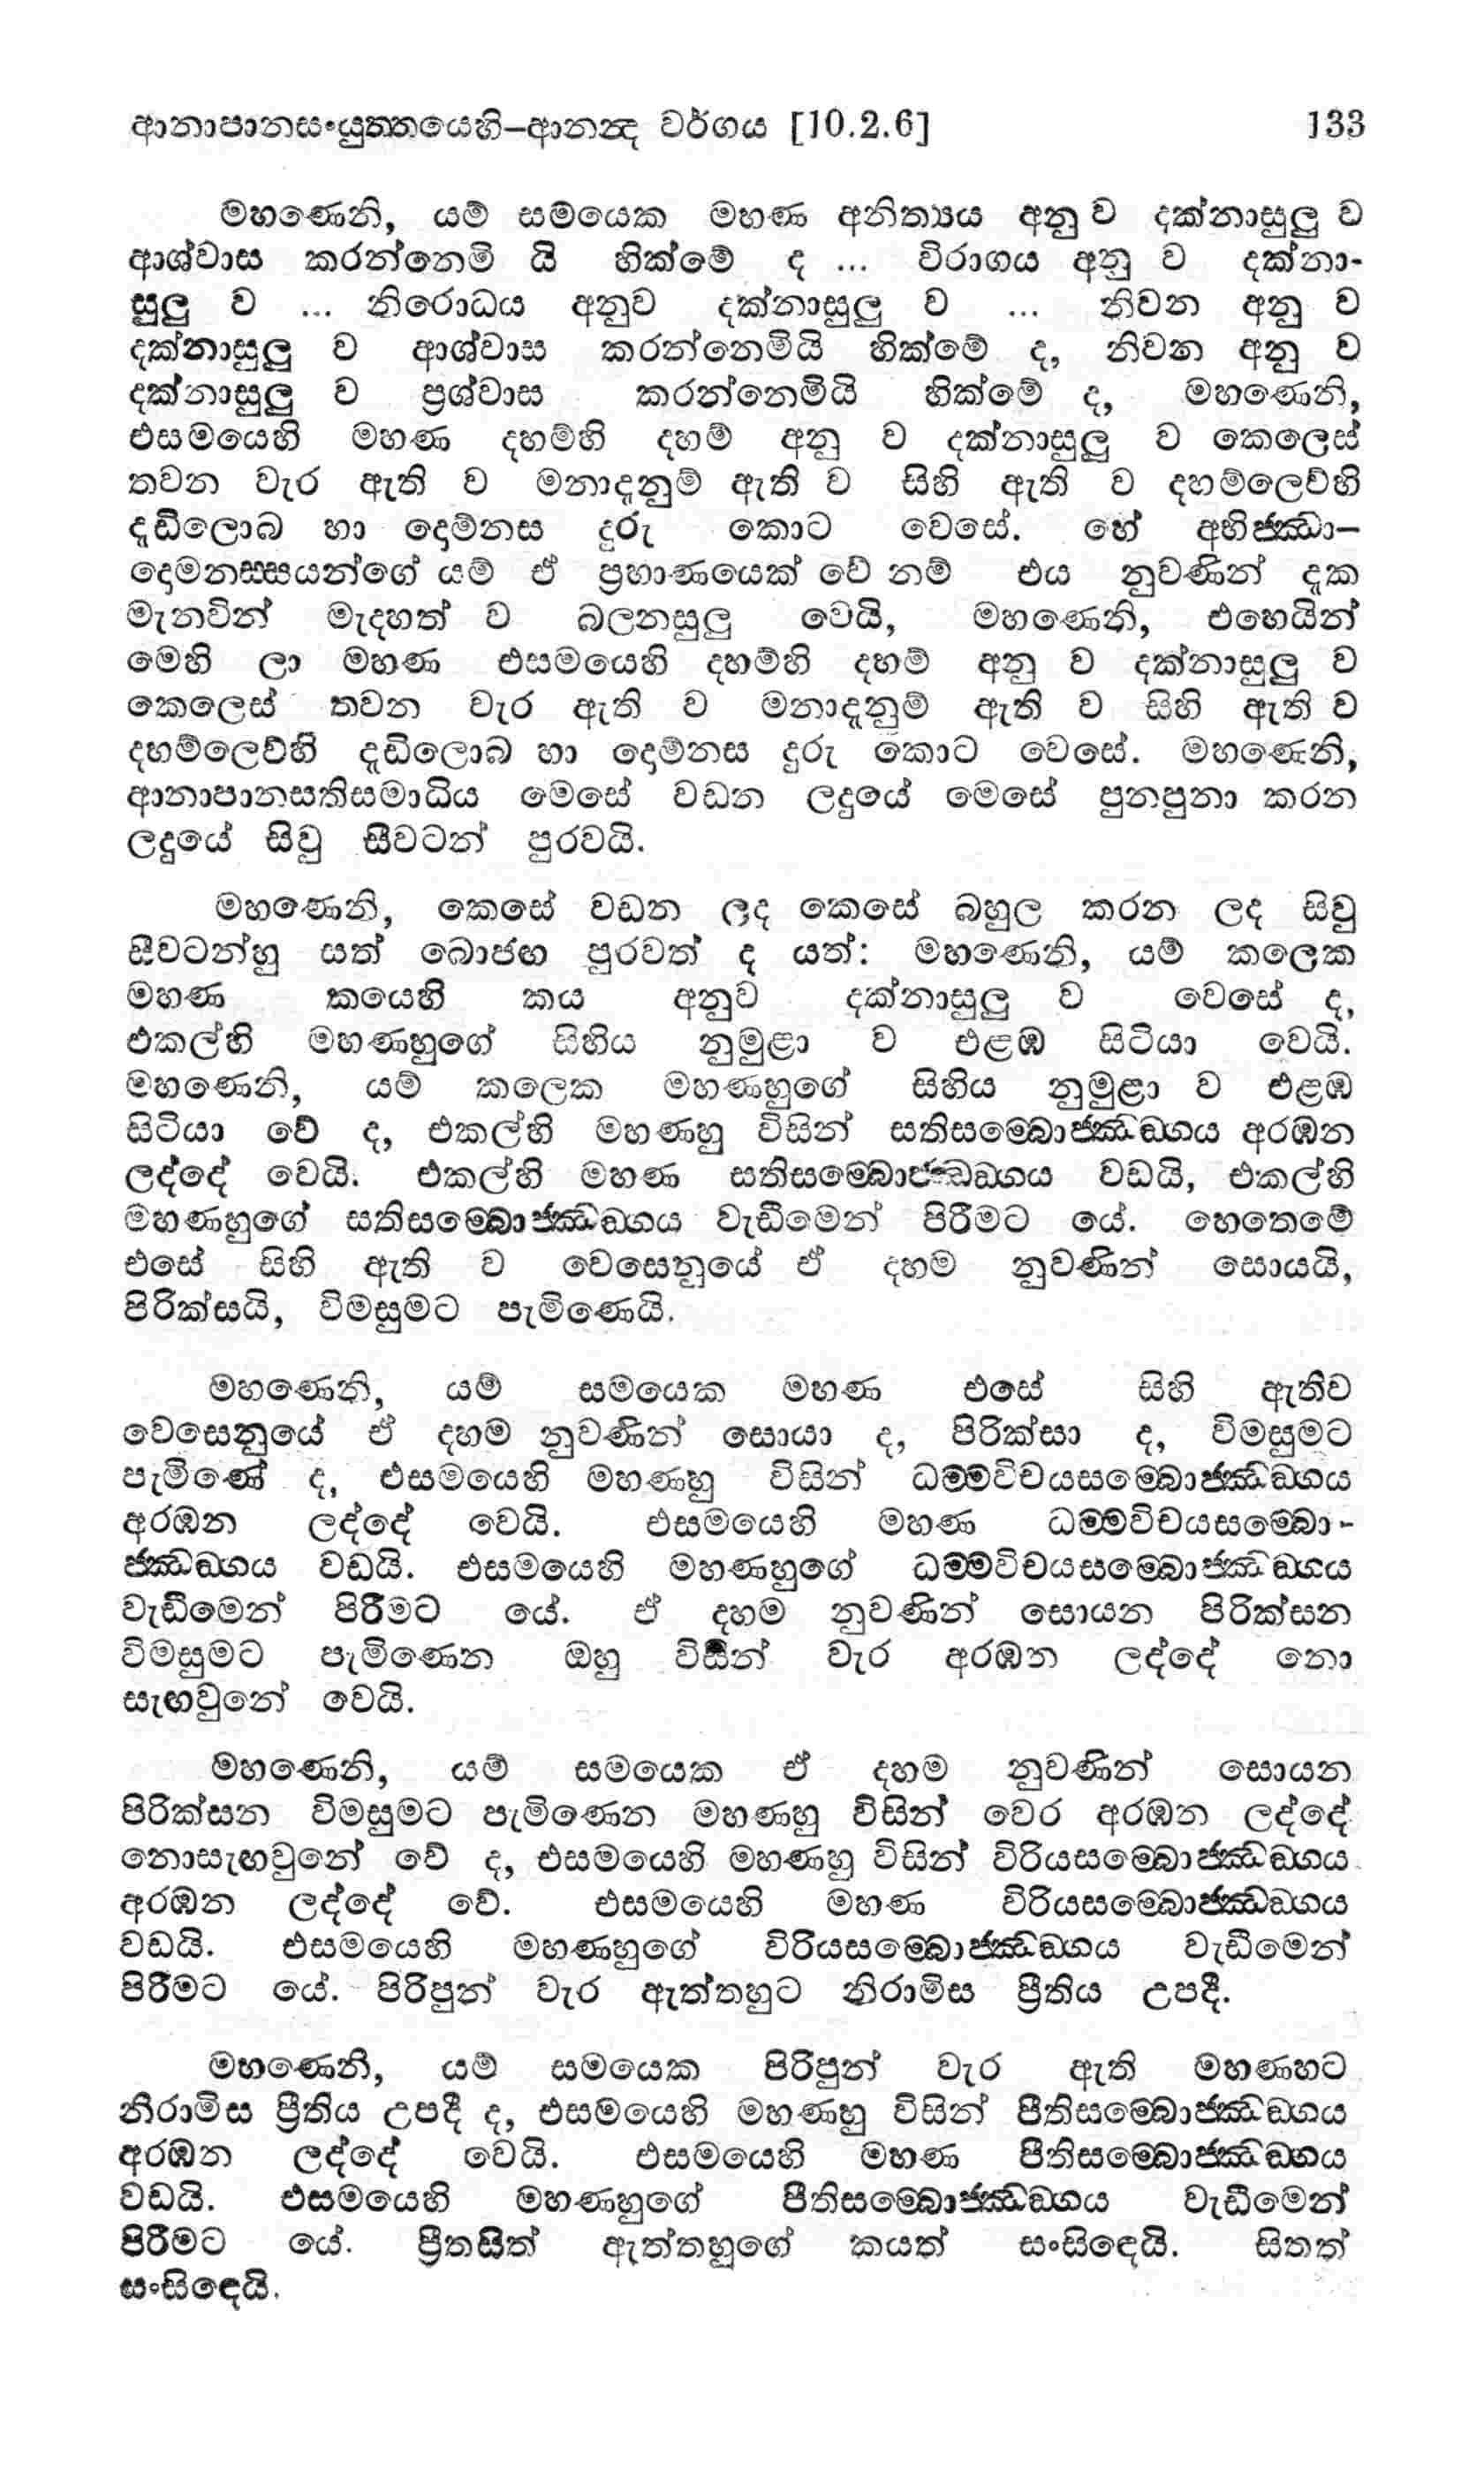 ආනාපානසංයුත්තයෙහි–ආනන්ද වර්ගය [10.2.6] 133
මහණෙනි, යම් සමයෙක මහණ අනිත්‍යය අනු ව දක්නාසුලු ව
ආශ්වාස කරන්නෙමි යි හික්මේ ද ... විරාගය අනු ව දක්නා-
සුලු ව ... නිරොධය අනුව දක්නාසුලු ව ... නිවන අනු ව
දක්නාසුලු ව ආශ්වාස කරන්නෙමියි හික්මේ ද, නිවන අනු ව
දක්නාසුලු ව ප්‍රශ්වාස කරන්නෙමියි හික්මේ ද, මහණෙනි,
එසමයෙහි මහණ දහම්හි දහම් අනු ව දක්නාසුලු ව කෙලෙස්
තවන වැර ඇති ව මනාදැනුම් ඇති ව සිහි ඇති ව දහම්ලෙව්හි
දැඩිලොබ හා දොම්නස දුරු කොට වෙසේ. හේ අභිජ්ඣා–
දොමනස්සයන්ගේ යම් ඒ ප්‍රහාණයෙක් වේ නම් එය නුවණින් දැක
මැනවින් මැදහත් ව බලනසුලු වෙයි, මහණෙනි, එහෙයින්
මෙහි ලා මහණ එසමයෙහි දහම්හි දහම් අනු ව දක්නාසුලු ව
කෙලෙස් තවන වැර ඇති ව මනාදැනුම් ඇති ව සිහි ඇති ව
දහම්ලෙව්හි දැඩිලොබ හා දොම්නස දුරු කොට වෙසේ. මහණෙනි,
ආනාපානසතිසමාධිය මෙසේ වඩන ලදුයේ මෙසේ පුනපුනා කරන
ලදුයේ සිවු සීවටන් පුරවයි.
මහණෙනි, කෙසේ වඩන ලද කෙසේ බහුල කරන ලද සිවු
සීවටන්හු සත් බොජඟ පුරවත් ද යත්: මහණෙනි, යම් කලෙක
මහණ කයෙහි කය අනුව දක්නාසුලු ව වෙසේ ද,
එකල්හි මහණහුගේ සිහිය නුමුළා ව එළඹ සිටියා වෙයි.
මහණෙනි, යම් කලෙක මහණහුගේ සිහිය නුමුළා ව එළඹ
සිටියා වේ ද, එකල්හි මහණහු විසින් සතිසම්බොජ්ඣඞ්ගය අරඹන
ලද්දේ වෙයි. එකල්හි මහණ සතිසම්බොජ්ඣඞ්ගය වඩයි, එකල්හි
මහණහුගේ සතිසම්බොජ්ඣඞ්ගය වැඩීමෙන් පිරීමට යේ. හෙතෙමේ
එසේ සිහි ඇති ව වෙසෙනුයේ ඒ දහම නුවණින් සොයයි,
පිරික්සයි, විමසුමට පැමිණෙයි.
මහණෙනි, යම් සමයෙක මහණ එසේ සිහි ඇතිව
වෙසෙනුයේ ඒ දහම නුවණින් සොයා ද, පිරික්සා ද, විමසුමට
පැමිණේ ද, එසමයෙහි මහණහු විසින් ධම්මවිචයසම්බොජ්ඣඞ්ගය
අරඹන ලද්දේ වෙයි. එසමයෙහි මහණ ධම්මවිචයසම්බො-
ජ්ඣඞ්ගය වඩයි. එසමයෙහි මහණහුගේ ධම්මවිචයසම්බොජ්ඣඞ්ගය
වැඩීමෙන් පිරීමට යේ. ඒ දහම නුවණින් සොයන පිරික්සන
විමසුමට පැමිණෙන ඔහු විසින් වැර අරඹන ලද්දේ නො
සැඟවුනේ වෙයි.
මහණෙනි, යම් සමයෙක ඒ දහම නුවණින් සොයන
පිරික්සන විමසුමට පැමිණෙන මහණහු විසින් වෙර අරඹන ලද්දේ
නොසැඟවුනේ වේ ද, එසමයෙහි මහණහු විසින් විරියසම්බොජ්ඣඞ්ගය
අරඹන ලද්දේ වේ. එසමයෙහි මහණ විරියසම්බොජ්ඣඞ්ගය
වඩයි. එසමයෙහි මහණහුගේ විරියසම්බොජ්ඣඞ්ගය වැඩීමෙන්
පිරීමට යේ. පිරිපුන් වැර ඇත්තහුට නිරාමිස ප්‍රීතිය උපදී.
මහණෙනි, යම් සමයෙක පිරිපුන් වැර ඇති මහණහට
නිරාමිස ප්‍රීතිය උපදී ද, එසමයෙහි මහණහු විසින් පීතිසම්බොජ්ඣඞ්ගය
අරඹන ලද්දේ වෙයි. එසමයෙහි මහණ පීතිසම්බොජ්ඣඞ්ගය
වඩයි. එසමයෙහි මහණහුගේ පීතිසම්බොජ්ඣඞ්ගය වැඩීමෙන්
පිරීමට යේ. ප්‍රීතසිත් ඇත්තහුගේ කයත් සංසිඳෙයි. සිතත්
සංසිඳෙයි.